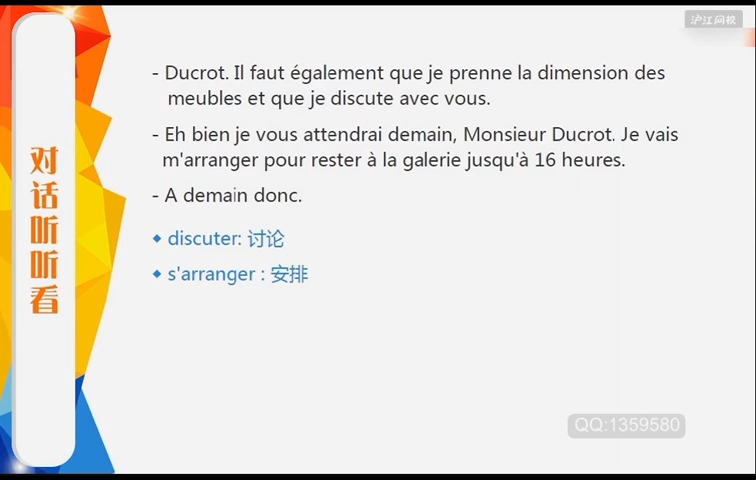 沪江网校
- Ducrot. Il faut également que je prenne la dimension des
meubles et que je discute avec vous.
- Eh bien je vous attendrai demain, Monsieur Ducrot. Je vais
m'arranger pour rester à la galerie jusqu'à 16 heures.
- A demain donc.
◆ discuter: 讨论
◆ s'arranger : 安排
对话听听看
QQ:1359580